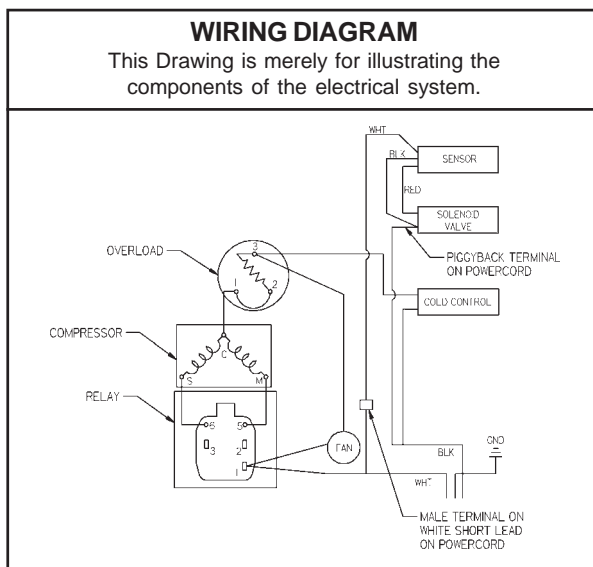 WIRING DIAGRAM
This Drawing is merely for illustrating the
components of the electrical system.
WHT
BLK
SENSOR
RED
SOLENOID
VALVE
OVERLOAD
3
PIGGYBACK TERMINAL
ON POWERCORD
1
2
COLD CONTROL
COMPRESSOR
C
S
M
RELAY
6
5
3
2
FAN
GND
1
BLK
WHT
MALE TERMINAL ON
WHITE SHORT LEAD
ON POWERCORD